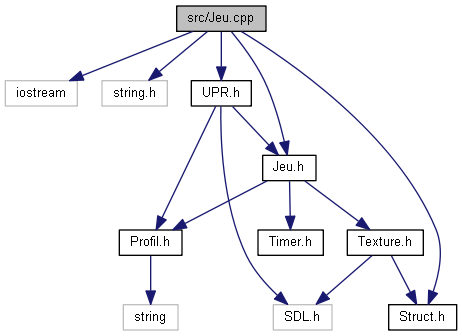 src/Jeu.cpp
iostream
string.h
UPR.h
Jeu.h
Profil.h
Timer.h
Texture.h
string
SDL.h
Struct.h